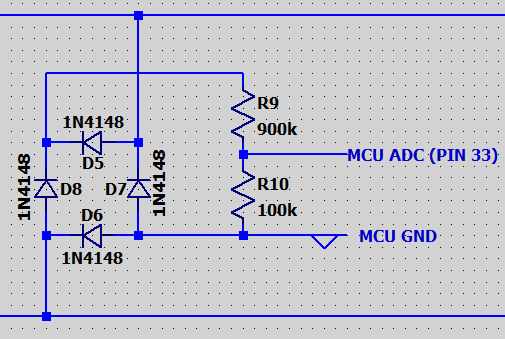 R9
900k
1N4148
D5
MCU ADC (PIN 33)
1N4148
D8
D7
1N4148
R10
100k
D6
1N4148
MCU GND